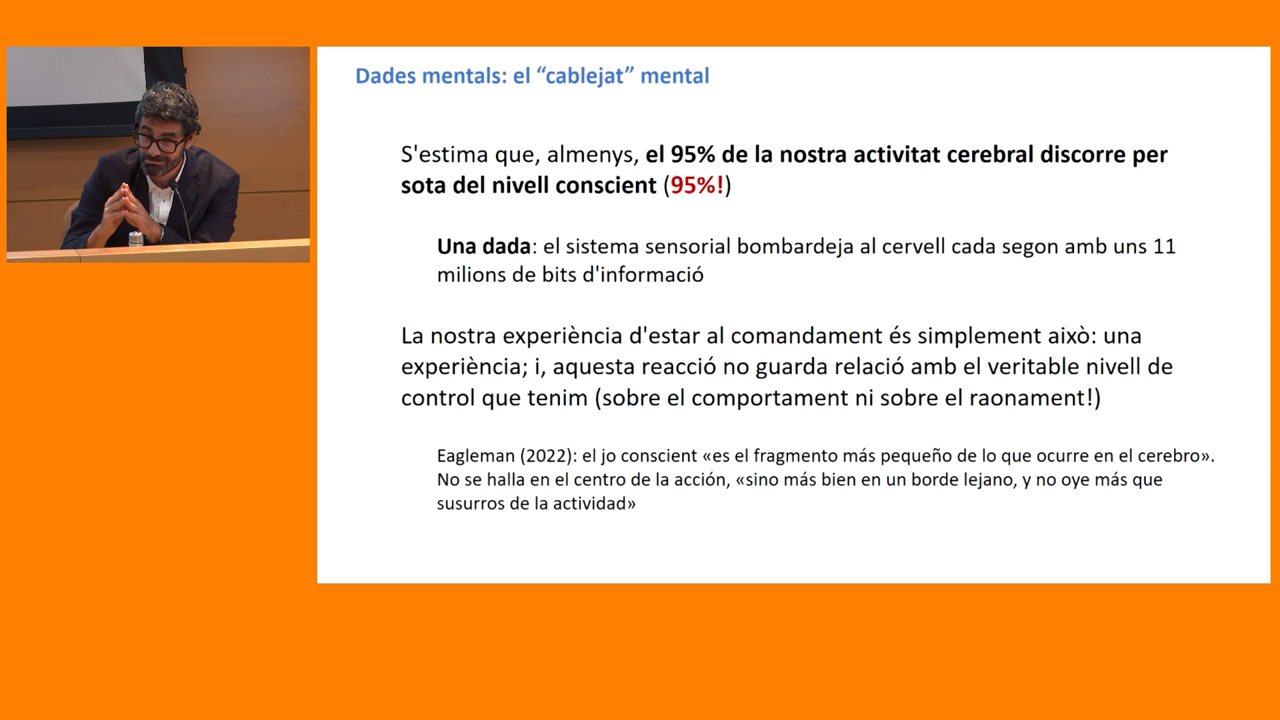 Dades mentals: el “cablejat” mental
S'estima que, almenys, el 95% de la nostra activitat cerebral discorre per
sota del nivell conscient (95%!)
Una dada: el sistema sensorial bombardeja al cervell cada segon amb uns 11
milions de bits d'informació
La nostra experiència d'estar al comandament és simplement això: una
experiència; i, aquesta reacció no guarda relació amb el veritable nivell de
control que tenim (sobre el comportament ni sobre el raonament!)
Eagleman (2022): el jo conscient «es el fragmento más pequeño de lo que ocurre en el cerebro».
No se halla en el centro de la acción, «sino más bien en un borde lejano, y no oye más que
susurros de la actividad»